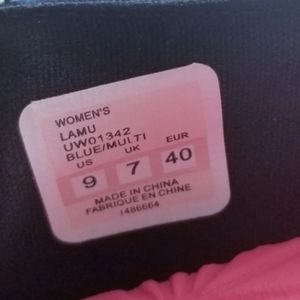 WOMEN'S
LAMU
UW01342
BLUE/MULTI
US UK EUR
9 7 40
MADE IN CHINA
FABRIQUE EN CHINE
1486664